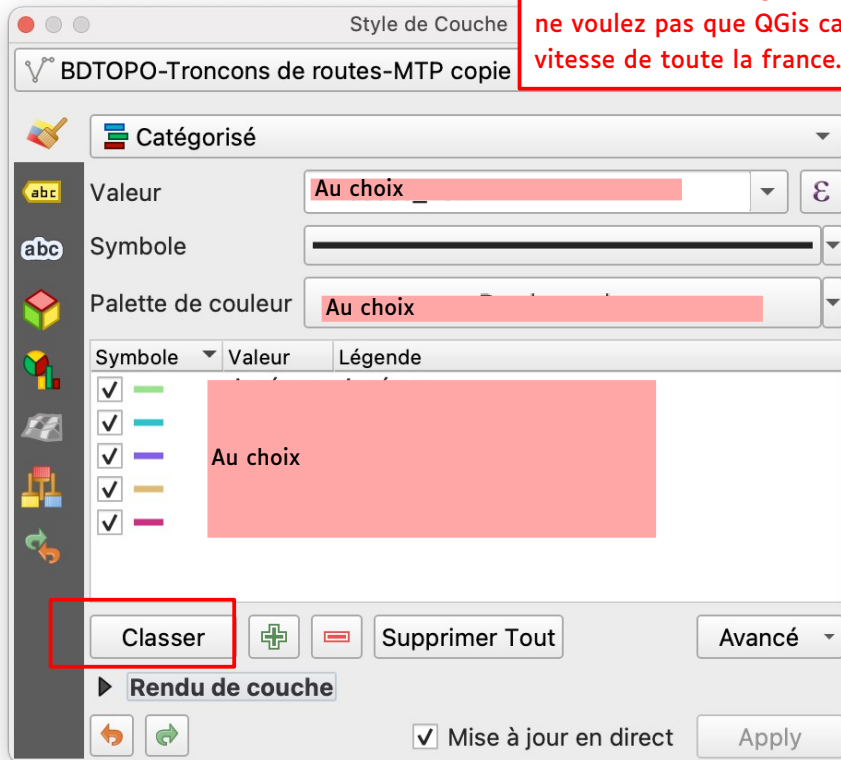 Style de Couche
ne voulez pas que QGis ca
vitesse de toute la france.
BDTOPO-Troncons de routes-MTP copie
Catégorisé
abc
Valeur
Au choix
ε
abc
Symbole
Palette de couleur
Au choix
Symbole Valeur Légende
Au choix
Classer
Supprimer Tout
Avancé
Rendu de couche
Mise à jour en direct
Apply